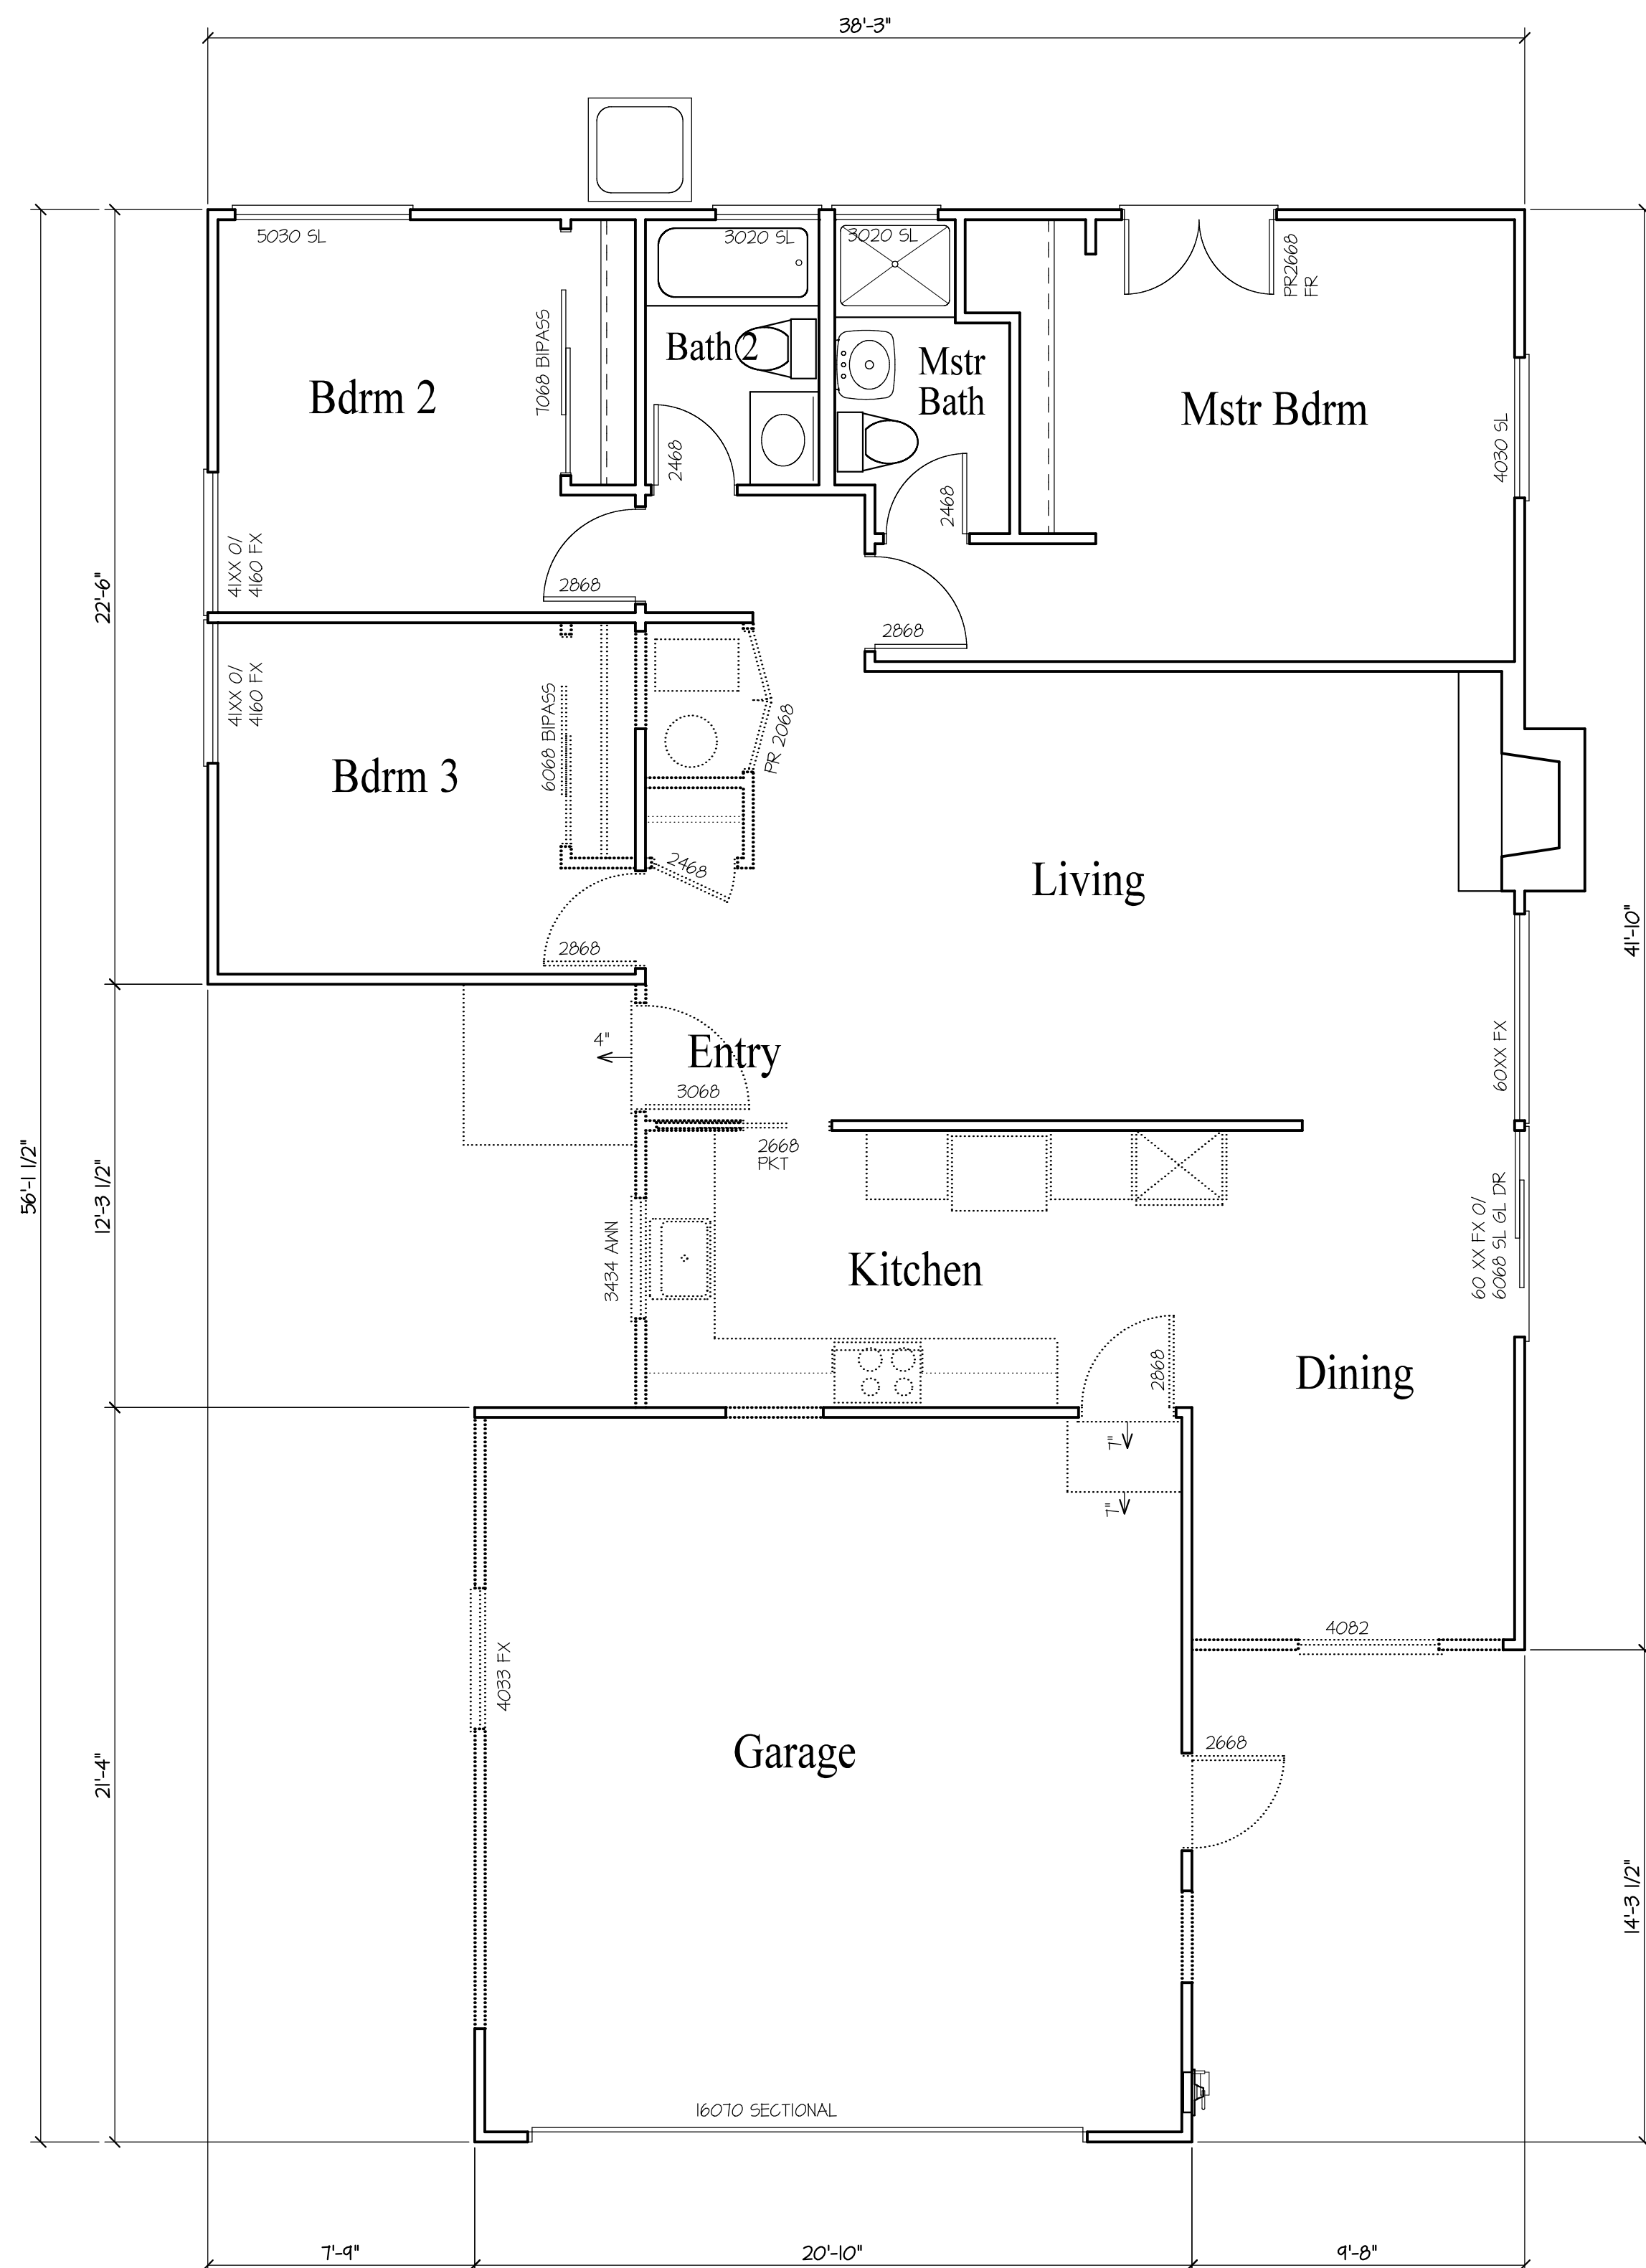 38'-3"
5030 SL
3020 SL
3020 SL
PR2668
FR
7068 BIPASS
Bath 2
Mstr
Bath
Bdrm 2
Mstr Bdrm
4030 SL
2468
2468
41XX O/
4160 FX
2868
2868
22'-6"
41XX O/
4160 FX
6068 BIPASS
PR 2068
Bdrm 3
2468
Living
2868
41'-10"
4"
Entry
60XX FX
3068
2668
PKT
56'-1 1/2"
12'-3 1/2"
3434 AWN
Kitchen
60 XX FX O/
6068 SL GL DR
2868
Dining
7"
7"
4082
4033 FX
Garage
2668
21'-4"
14'-3 1/2"
16070 SECTIONAL
7'-9"
20'-10"
9'-8"